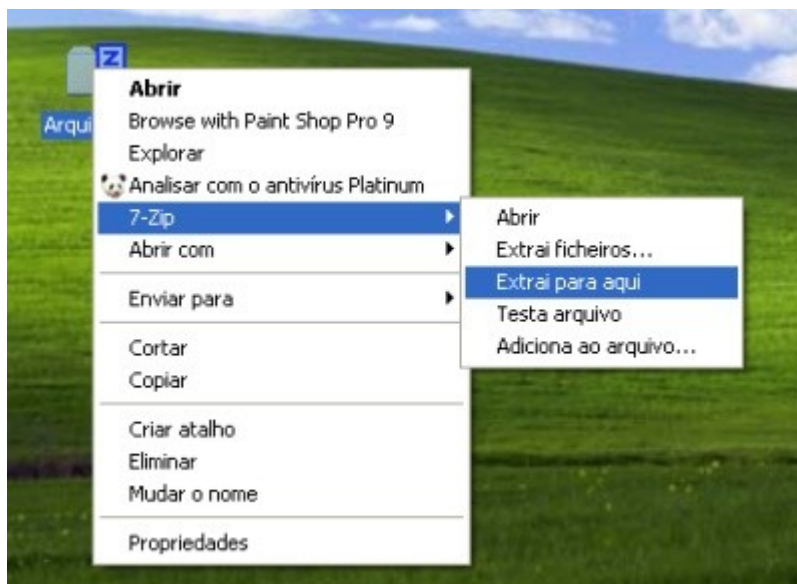 Z
Arqui
Abrir
Browse with Paint Shop Pro 9
Explorar
Analisar com o antivírus Platinum
7-Zip
Abrir com
Enviar para
Cortar
Copiar
Criar atalho
Eliminar
Mudar o nome
Propriedades
Abrir
Extrai ficheiros...
Extrai para aqui
Testa arquivo
Adiciona ao arquivo...